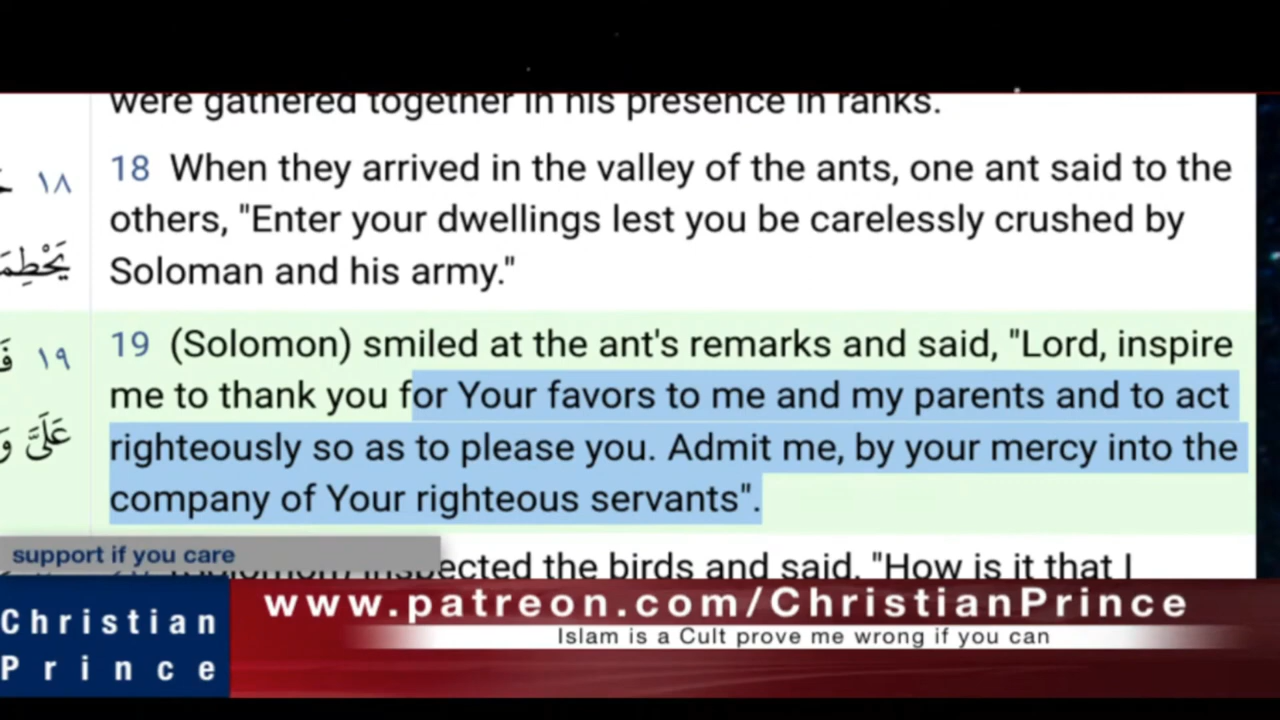 were gathered together in his presence in ranks.
١٨
18 When they arrived in the valley of the ants, one ant said to the
others, "Enter your dwellings lest you be carelessly crushed by
Soloman and his army."
١٩
19 (Solomon) smiled at the ant's remarks and said, "Lord, inspire
me to thank you for Your favors to me and my parents and to act
righteously so as to please you. Admit me, by your mercy into the
company of Your righteous servants".
عَلَىَّ
(Solomon) inspected the birds and said, "How is it that I
support if you care
Christian
Prince
www.patreon.com/ChristianPrince
Islam is a Cult prove me wrong if you can